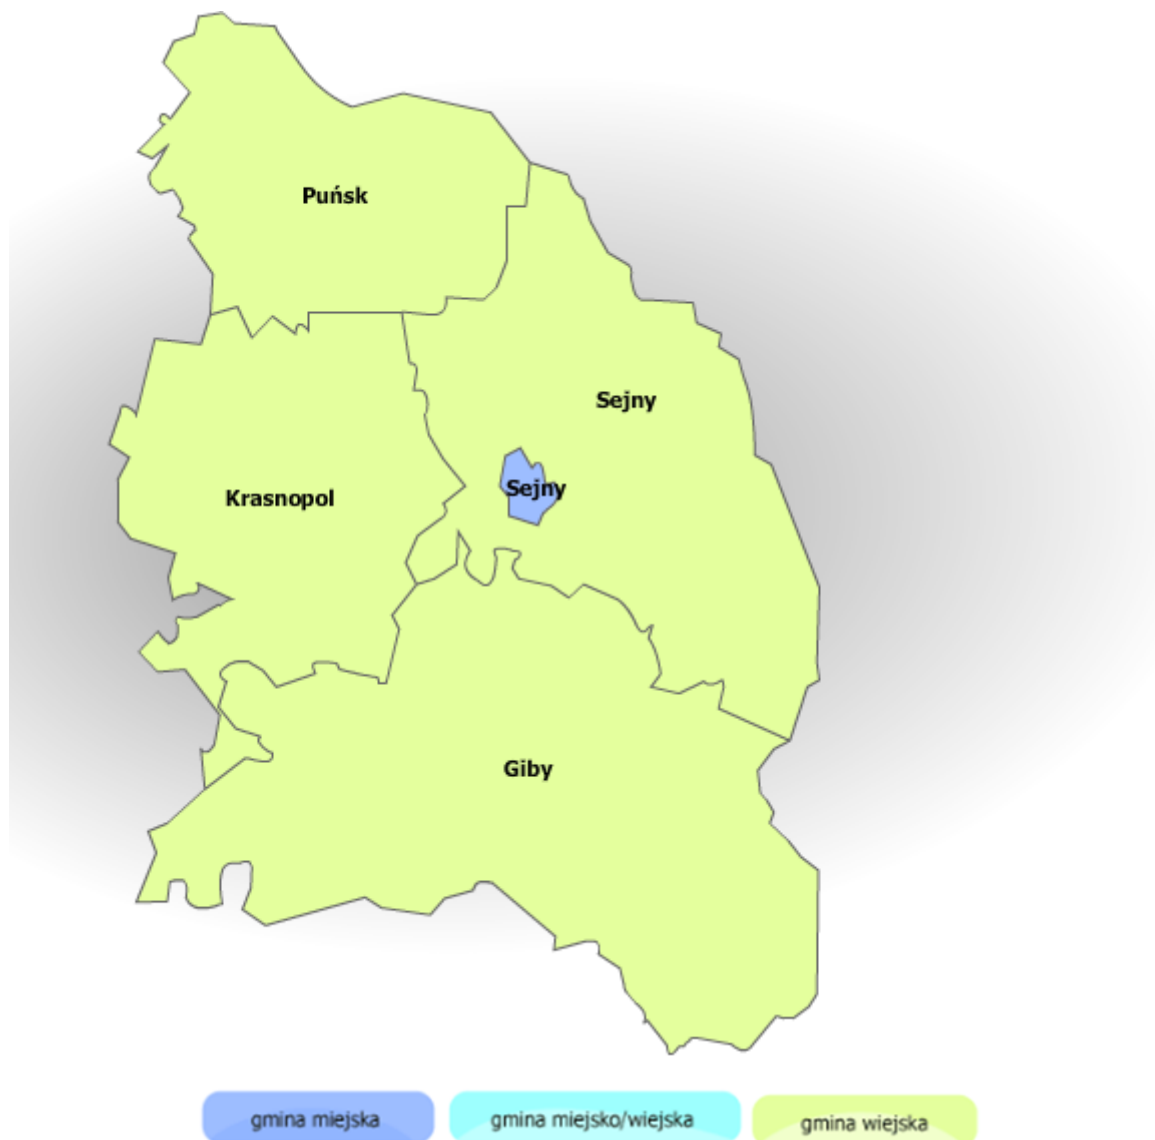 Puńsk
Sejny
Sejny
Krasnopol
Giby
gmina miejska
gmina miejsko/wiejska
gmina wiejska